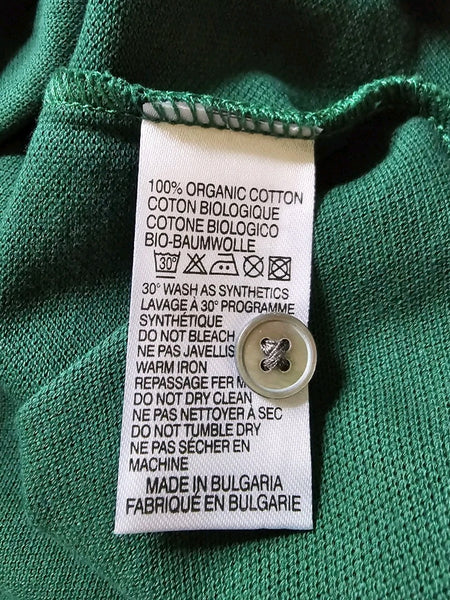 100% ORGANIC COTTON
COTON BIOLOGIQUE
COTONE BIOLOGICO
BIO-BAUMWOLLE
30°
30° WASH AS SYNTHETICS
LAVAGE À 30° PROGRAMME
SYNTHÉTIQUE
DO NOT BLEACH
NE PAS JAVELLIS
WARM IRON
REPASSAGE FER M
DO NOT DRY CLEAN
NE PAS NETTOYER À SEC
DO NOT TUMBLE DRY
NE PAS SÉCHER EN
MACHINE
MADE IN BULGARIA
FABRIQUÉ EN BULGARIE